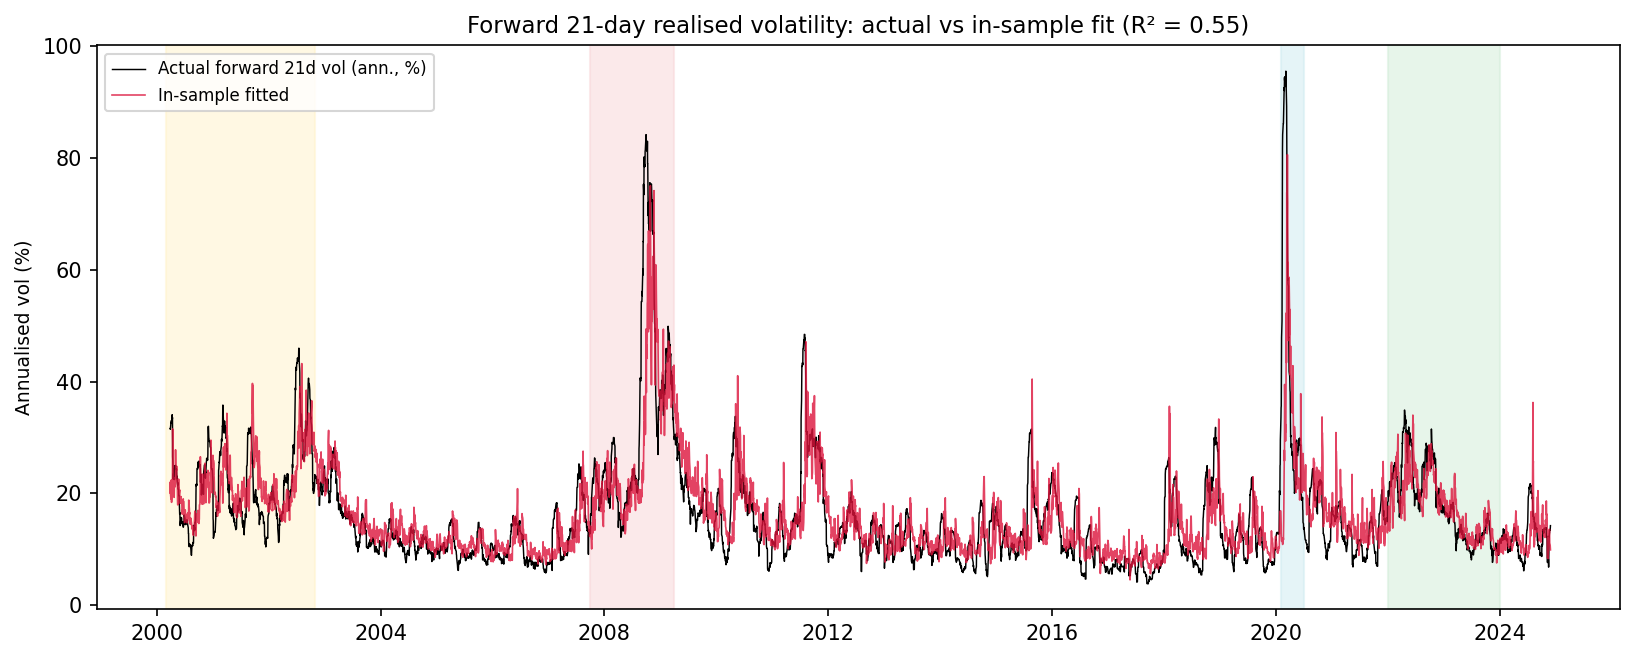 Forward 21-day realised volatility: actual vs in-sample fit (R² = 0.55)
Actual forward 21d vol (ann., %)
In-sample fitted
Annualised vol (%)
100
80
60
40
20
0
2000 2004 2008 2012 2016 2020 2024